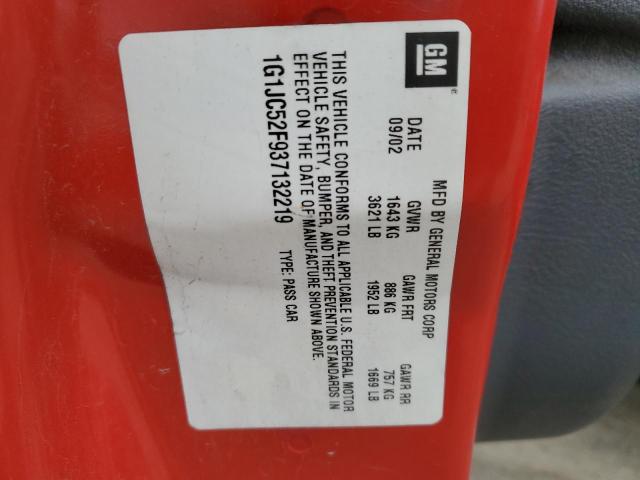 GM
MFD BY GENERAL MOTORS CORP
DATE GVWR GAWR FRT GAWR RR
09/02 1643 KG 886 KG 757 KG
3621 LB 1952 LB 1669 LB
THIS VEHICLE CONFORMS TO ALL APPLICABLE U.S. FEDERAL MOTOR
VEHICLE SAFETY, BUMPER, AND THEFT PREVENTION STANDARDS IN
EFFECT ON THE DATE OF MANUFACTURE SHOWN ABOVE.
1G1JC52F937132219 TYPE: PASS CAR